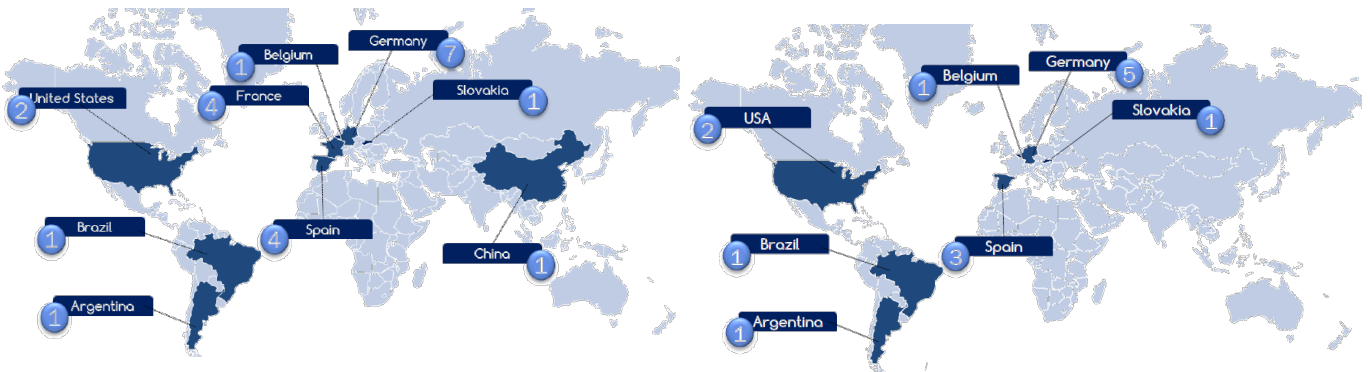 Germany
7
Belgium
1
France
4
Slovakia
1
United States
2
Brazil
1
Spain
4
China
1
Argentina
1
Germany
5
Belgium
1
Slovakia
1
USA
2
Brazil
1
Spain
3
Argentina
1